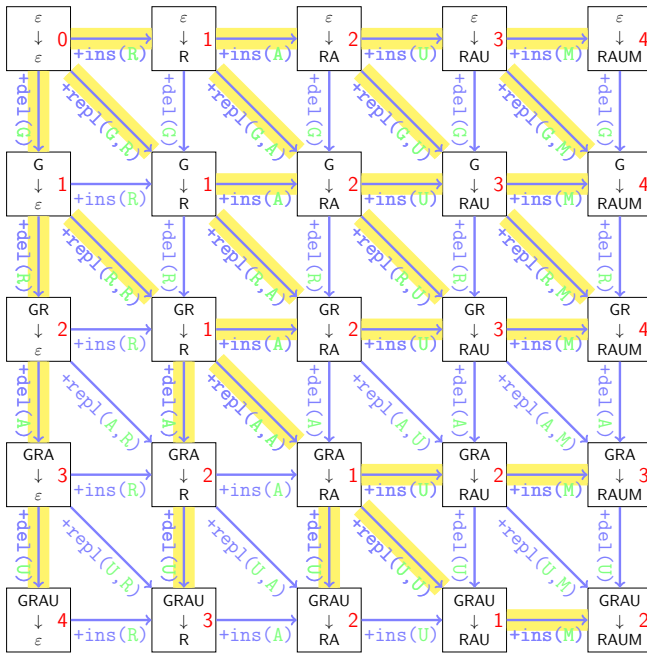 ε ε ε ε ε
↓ 0 ↓ 1 ↓ 2 ↓ 3 ↓ 4
ε +ins(R) R +ins(A) RA +ins(U) RAU +ins(M) RAUM
+del(G) +repl(G,R) +del(G) +repl(G,A) +del(G) +repl(G,U) +del(G) +repl(G,M) +del(G)
G G G G G
↓ 1 ↓ 1 ↓ 2 ↓ 3 ↓ 4
ε +ins(R) R +ins(A) RA +ins(U) RAU +ins(M) RAUM
+del(R) +repl(R,R) +del(R) +repl(R,A) +del(R) +repl(R,U) +del(R) +repl(R,M) +del(R)
GR GR GR GR GR
↓ 2 ↓ 1 ↓ 2 ↓ 3 ↓ 4
ε +ins(R) R +ins(A) RA +ins(U) RAU +ins(M) RAUM
+del(A) +repl(A,R) +del(A) +repl(A,A) +del(A) +repl(A,U) +del(A) +repl(A,M) +del(A)
GRA GRA GRA GRA GRA
↓ 3 ↓ 2 ↓ 1 ↓ 2 ↓ 3
ε +ins(R) R +ins(A) RA +ins(U) RAU +ins(M) RAUM
+del(U) +repl(U,R) +del(U) +repl(U,A) +del(U) +repl(U,U) +del(U) +repl(U,M) +del(U)
GRAU GRAU GRAU GRAU GRAU
↓ 4 ↓ 3 ↓ 2 ↓ 1 ↓ 2
ε +ins(R) R +ins(A) RA +ins(U) RAU +ins(M) RAUM